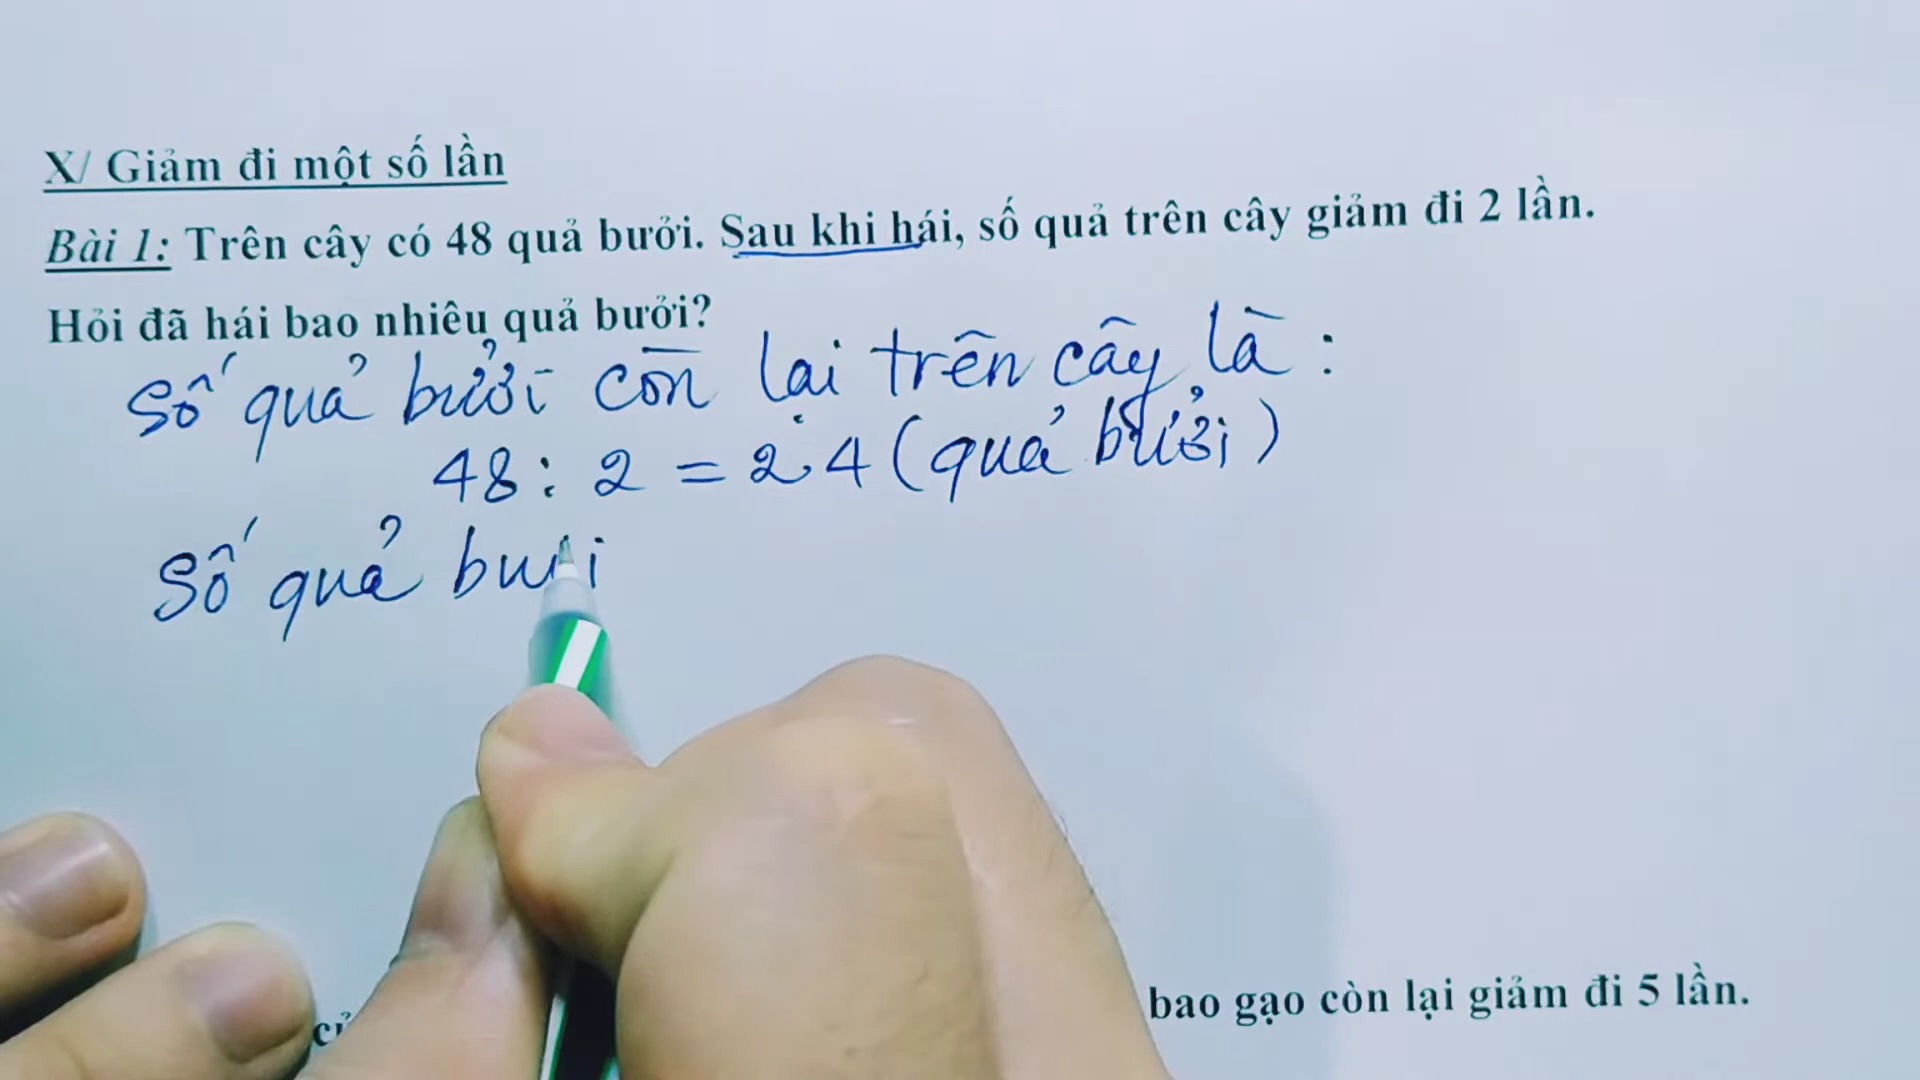 X/ Giảm đi một số lần
Bài 1: Trên cây có 48 quả bưởi. Sau khi hái, số quả trên cây giảm đi 2 lần.
Hỏi đã hái bao nhiêu quả bưởi?
Số quả bưởi còn lại trên cây là:
48 : 2 = 24 (quả bưởi)
Số quả bưi
bao gạo còn lại giảm đi 5 lần.